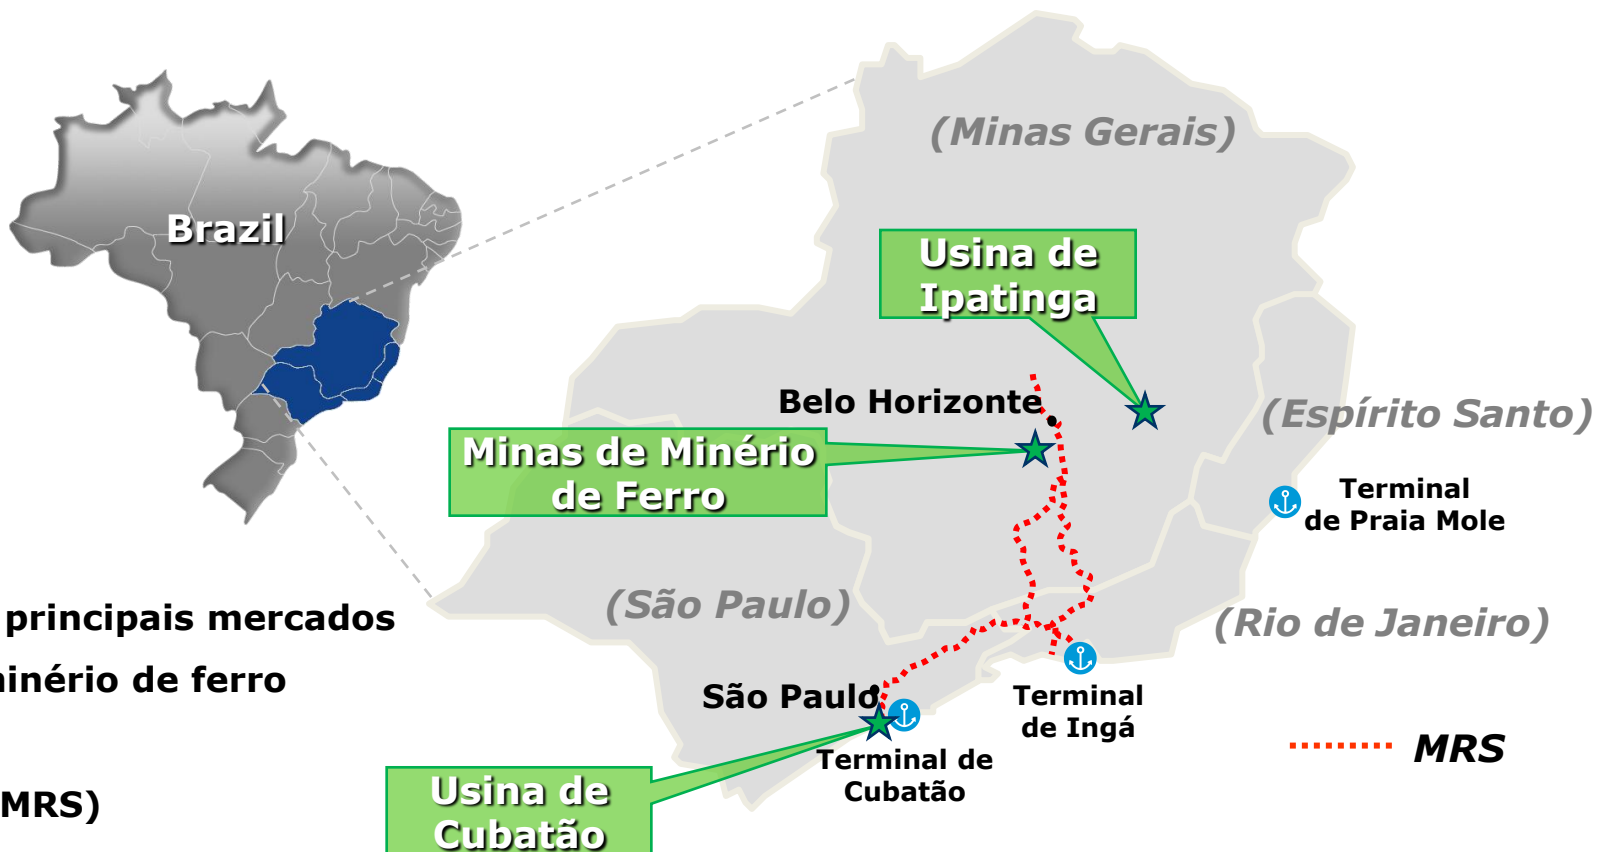 (Minas Gerais)
Brazil
Usina de
Ipatinga
Belo Horizonte
(Espírito Santo)
Minas de Minério
de Ferro
Terminal
de Praia Mole
(São Paulo)
principais mercados
(Rio de Janeiro)
minério de ferro
São Paulo
Terminal
de Ingá
MRS
Terminal de
Cubatão
Usina de
Cubatão
MRS)